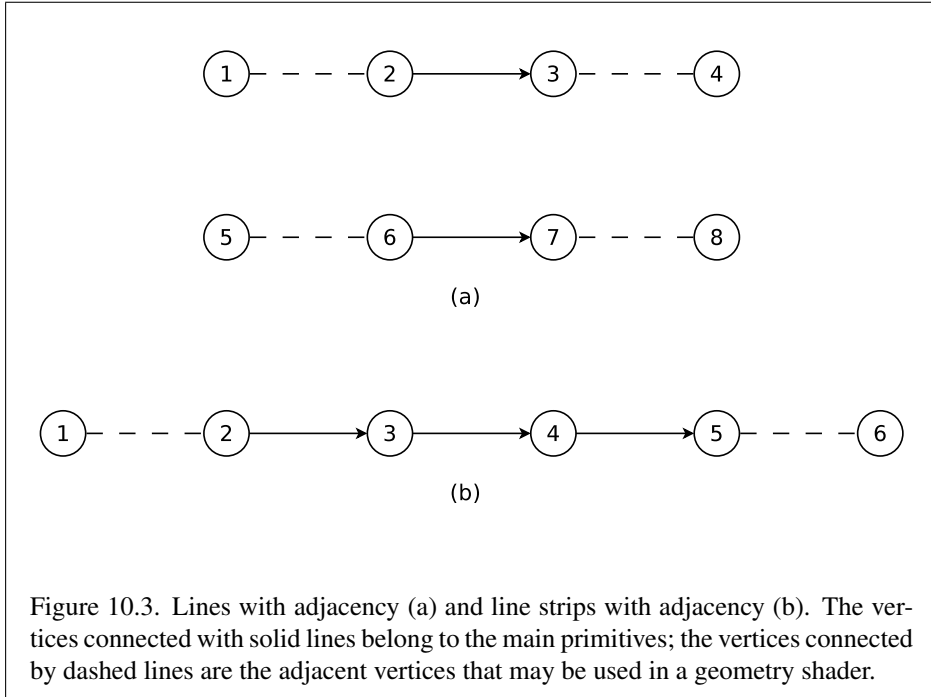 1 2 3 4
5 6 7 8
(a)
1 2 3 4 5 6
(b)
Figure 10.3. Lines with adjacency (a) and line strips with adjacency (b). The ver-
tices connected with solid lines belong to the main primitives; the vertices connected
by dashed lines are the adjacent vertices that may be used in a geometry shader.